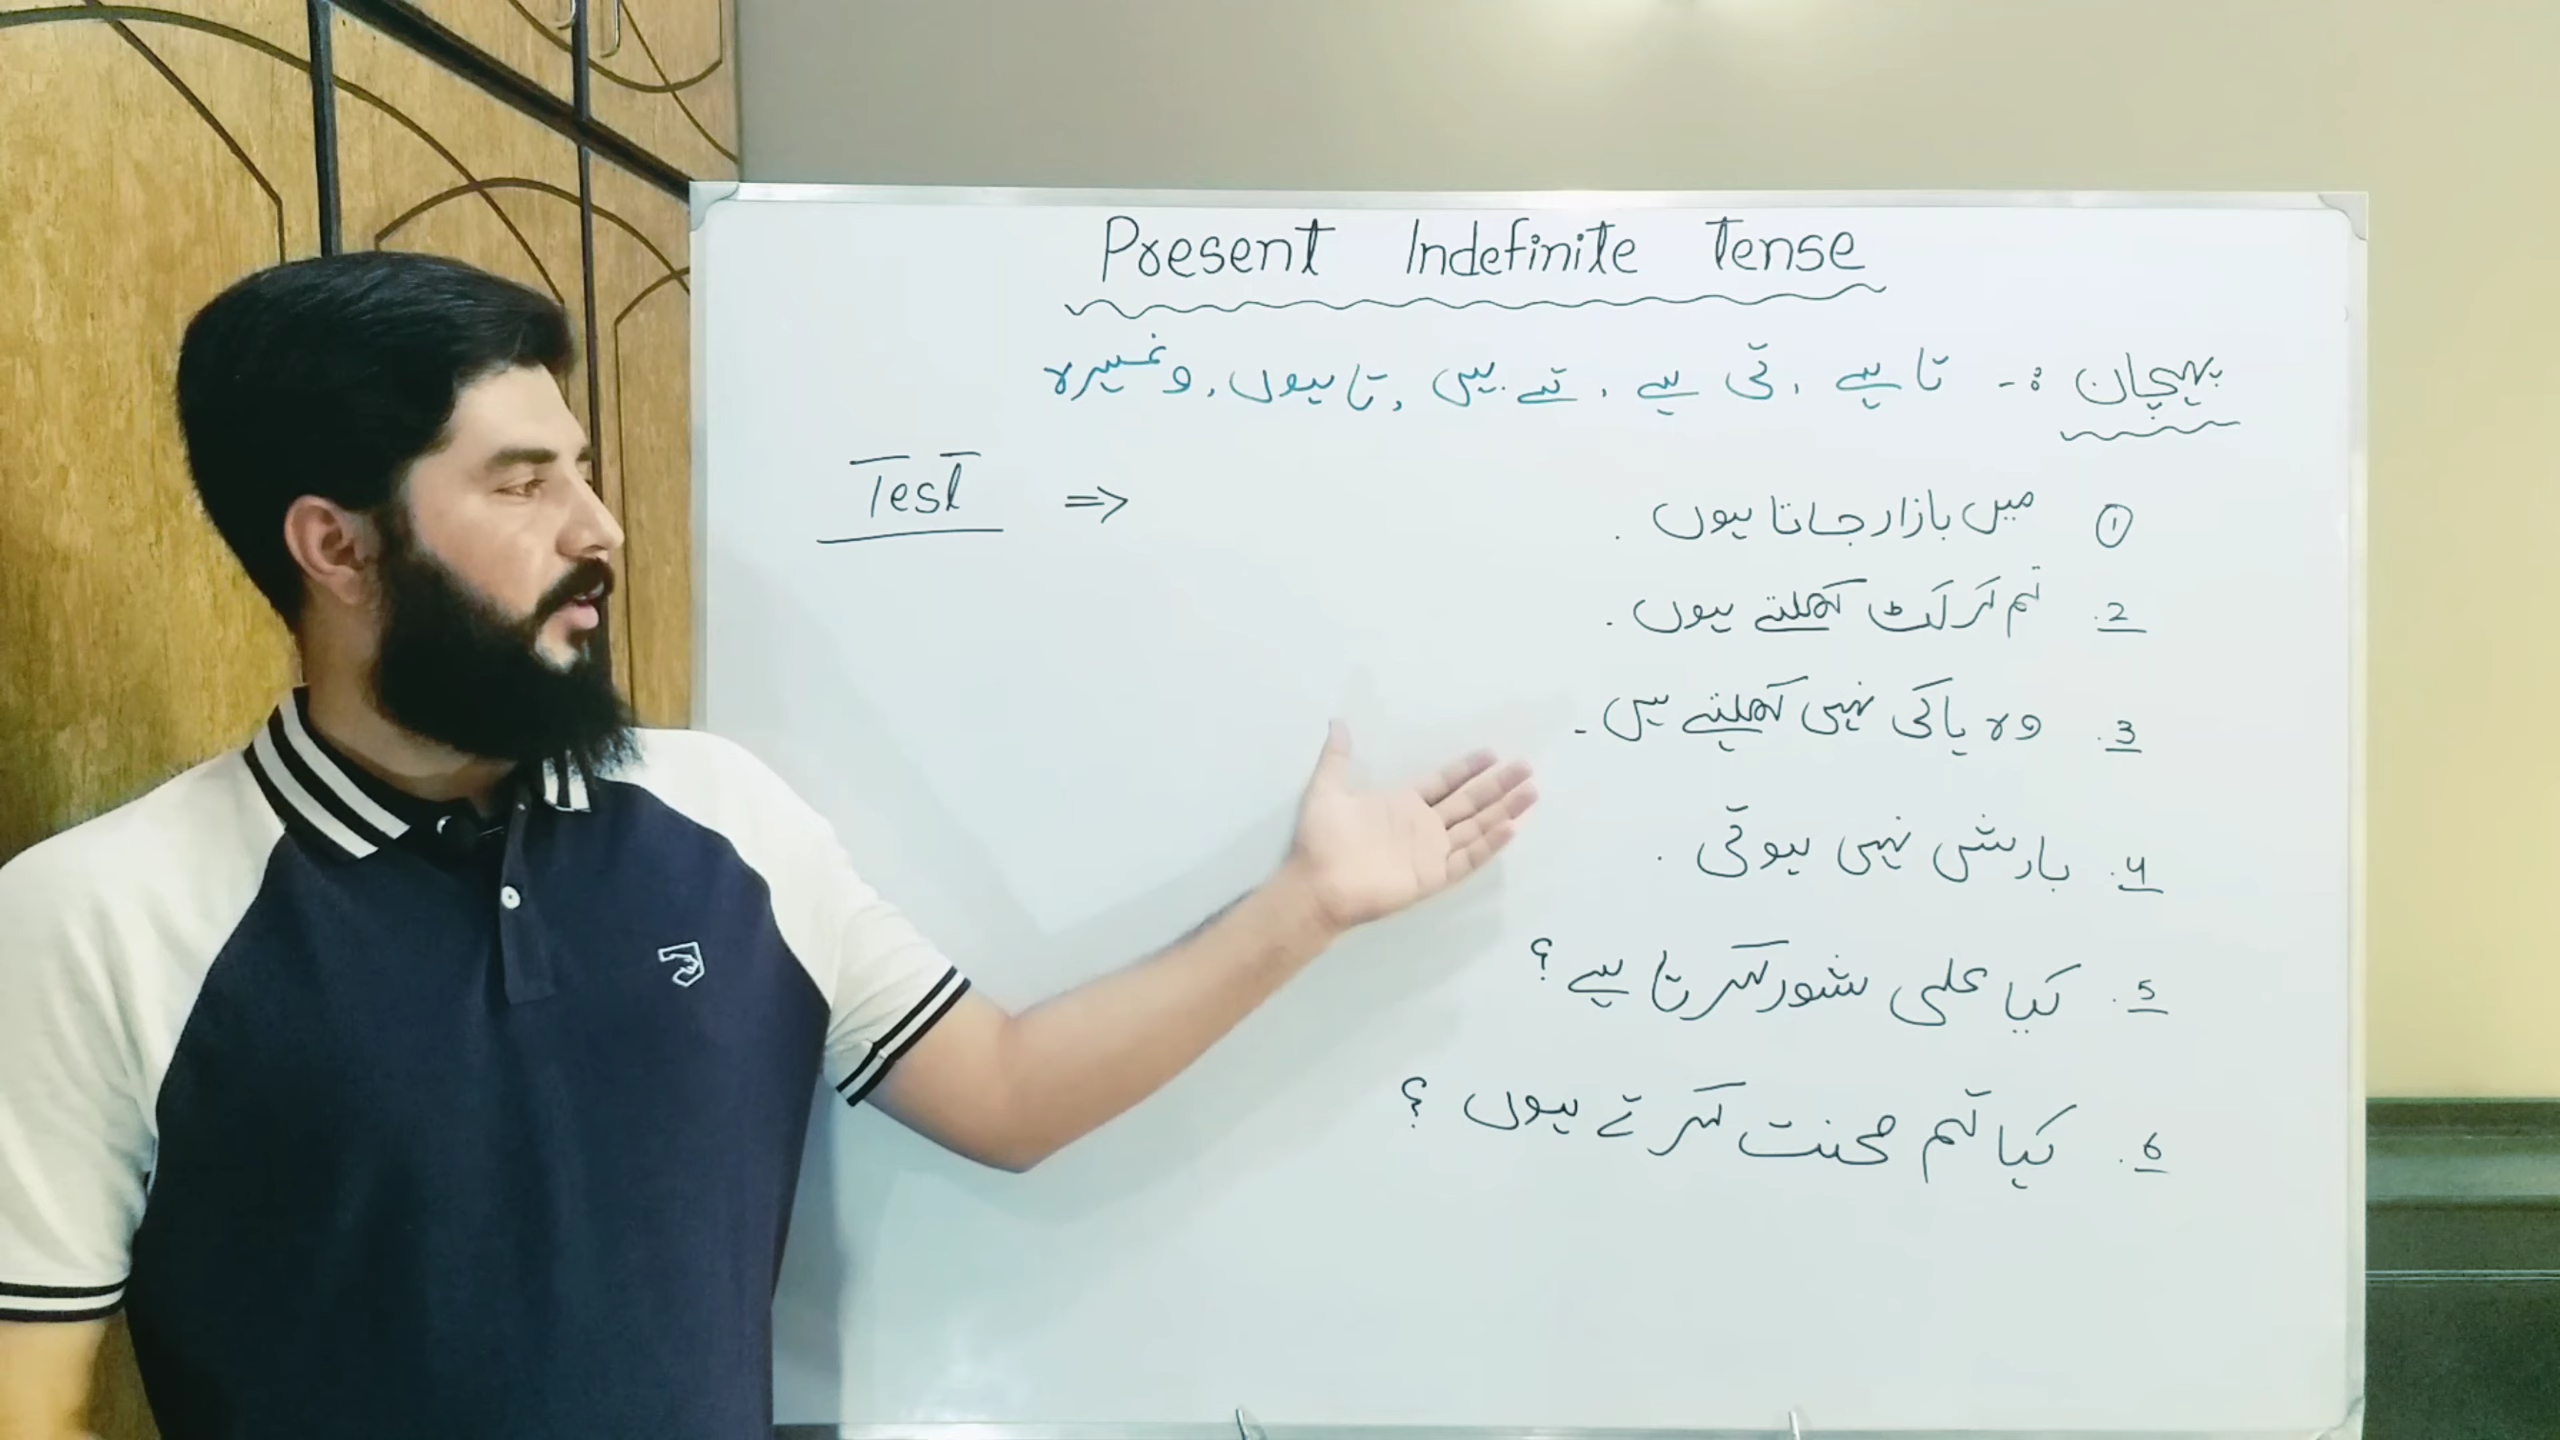 Present Indefinite Tense
پہچان :- تا ہے , تی ہے , تے ہیں , تا ہوں , وغیرہ
Test ⇒
① میں بازار جاتا ہوں .
2. تم کرکٹ کھیلتے ہوں .
3. وہ ہاکی نہیں کھیلتے ہیں -
4. بارش نہیں ہوتی .
5. کیا علی شور کرتا ہے ؟
6. کیا تم محنت کرتے ہوں ؟